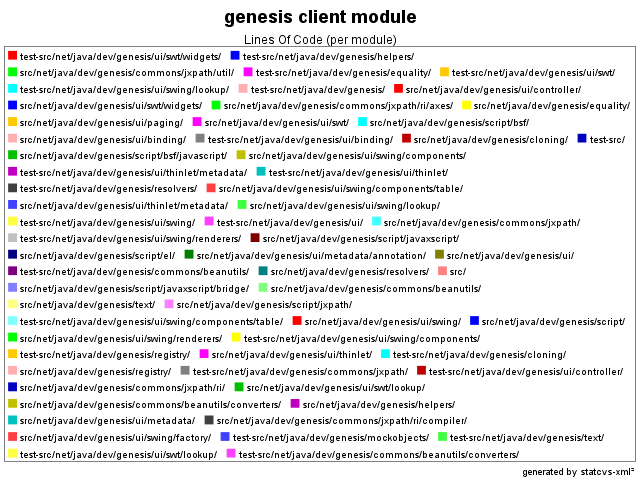 genesis client module
Lines Of Code (per module)
test-src/net/java/dev/genesis/ui/swt/widgets/ test-src/net/java/dev/genesis/helpers/
src/net/java/dev/genesis/commons/jxpath/util/ test-src/net/java/dev/genesis/equality/ test-src/net/java/dev/genesis/ui/swt/
test-src/net/java/dev/genesis/ui/swing/lookup/ test-src/net/java/dev/genesis/ src/net/java/dev/genesis/ui/controller/
src/net/java/dev/genesis/ui/swt/widgets/ src/net/java/dev/genesis/commons/jxpath/ri/axes/ src/net/java/dev/genesis/equality/
src/net/java/dev/genesis/ui/paging/ src/net/java/dev/genesis/ui/swt/ src/net/java/dev/genesis/script/bsf/
src/net/java/dev/genesis/ui/binding/ test-src/net/java/dev/genesis/ui/binding/ src/net/java/dev/genesis/cloning/ test-src/
src/net/java/dev/genesis/script/bsf/javascript/ src/net/java/dev/genesis/ui/swing/components/
test-src/net/java/dev/genesis/ui/thinlet/metadata/ test-src/net/java/dev/genesis/ui/thinlet/
test-src/net/java/dev/genesis/resolvers/ src/net/java/dev/genesis/ui/swing/components/table/
src/net/java/dev/genesis/ui/thinlet/metadata/ src/net/java/dev/genesis/ui/swing/lookup/
test-src/net/java/dev/genesis/ui/swing/ test-src/net/java/dev/genesis/ui/ src/net/java/dev/genesis/commons/jxpath/
test-src/net/java/dev/genesis/ui/swing/renderers/ src/net/java/dev/genesis/script/javaxscript/
src/net/java/dev/genesis/script/el/ src/net/java/dev/genesis/ui/metadata/annotation/ src/net/java/dev/genesis/ui/
test-src/net/java/dev/genesis/commons/beanutils/ src/net/java/dev/genesis/resolvers/ src/
src/net/java/dev/genesis/script/javaxscript/bridge/ src/net/java/dev/genesis/commons/beanutils/
src/net/java/dev/genesis/text/ src/net/java/dev/genesis/script/jxpath/
test-src/net/java/dev/genesis/ui/swing/components/table/ src/net/java/dev/genesis/ui/swing/ src/net/java/dev/genesis/script/
src/net/java/dev/genesis/ui/swing/renderers/ test-src/net/java/dev/genesis/ui/swing/components/
test-src/net/java/dev/genesis/registry/ src/net/java/dev/genesis/ui/thinlet/ test-src/net/java/dev/genesis/cloning/
src/net/java/dev/genesis/registry/ test-src/net/java/dev/genesis/commons/jxpath/ test-src/net/java/dev/genesis/ui/controller/
src/net/java/dev/genesis/commons/jxpath/ri/ src/net/java/dev/genesis/ui/swt/lookup/
src/net/java/dev/genesis/commons/beanutils/converters/ src/net/java/dev/genesis/helpers/
src/net/java/dev/genesis/ui/metadata/ src/net/java/dev/genesis/commons/jxpath/ri/compiler/
src/net/java/dev/genesis/ui/swing/factory/ test-src/net/java/dev/genesis/mockobjects/ test-src/net/java/dev/genesis/text/
test-src/net/java/dev/genesis/ui/swt/lookup/ test-src/net/java/dev/genesis/commons/beanutils/converters/
generated by statcvs-xml²